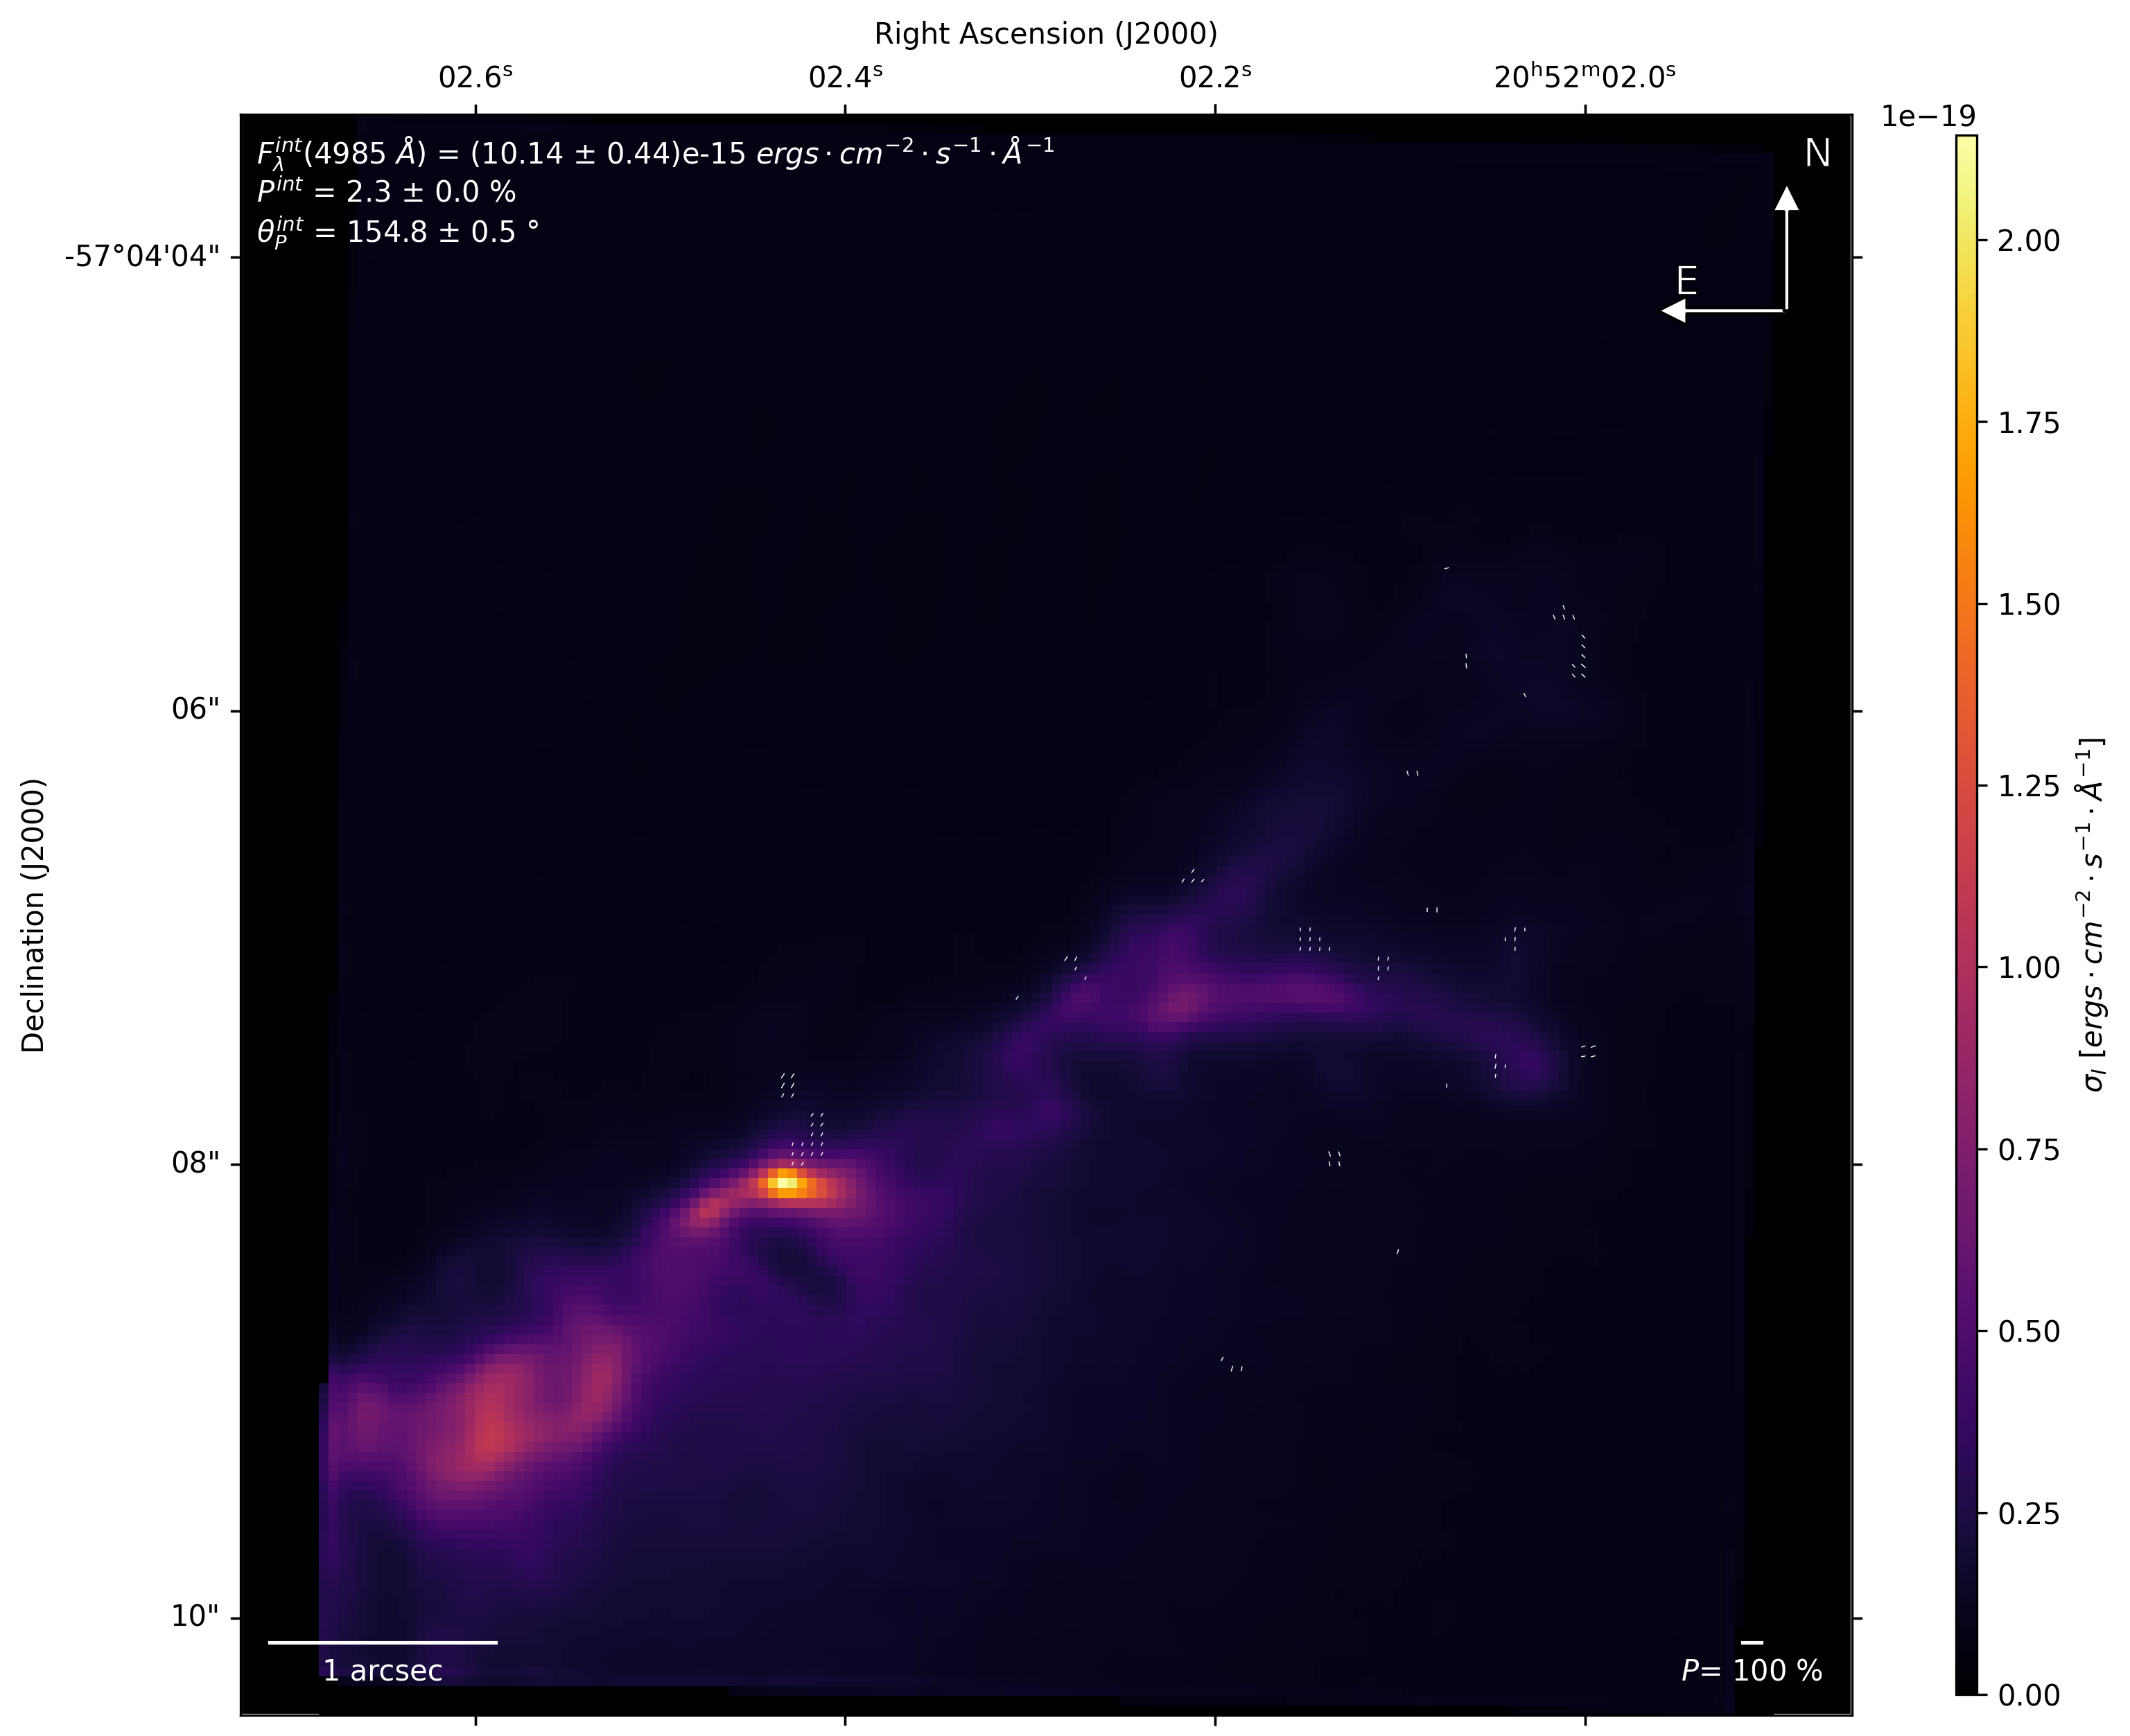 Right Ascension (J2000)
02.6ˢ 02.4ˢ 02.2ˢ 20ʰ52ᵐ02.0ˢ
1e−19
F_λ^int(4985 Å) = (10.14 ± 0.44)e-15 ergs · cm⁻² · s⁻¹ · Å⁻¹
P^int = 2.3 ± 0.0 %
θ_P^int = 154.8 ± 0.5 °
N
E
-57°04'04"
06"
08"
10"
Declination (J2000)
1 arcsec
P= 100 %
2.00
1.75
1.50
1.25
1.00
0.75
0.50
0.25
0.00
σ_I [ergs · cm⁻² · s⁻¹ · Å⁻¹]